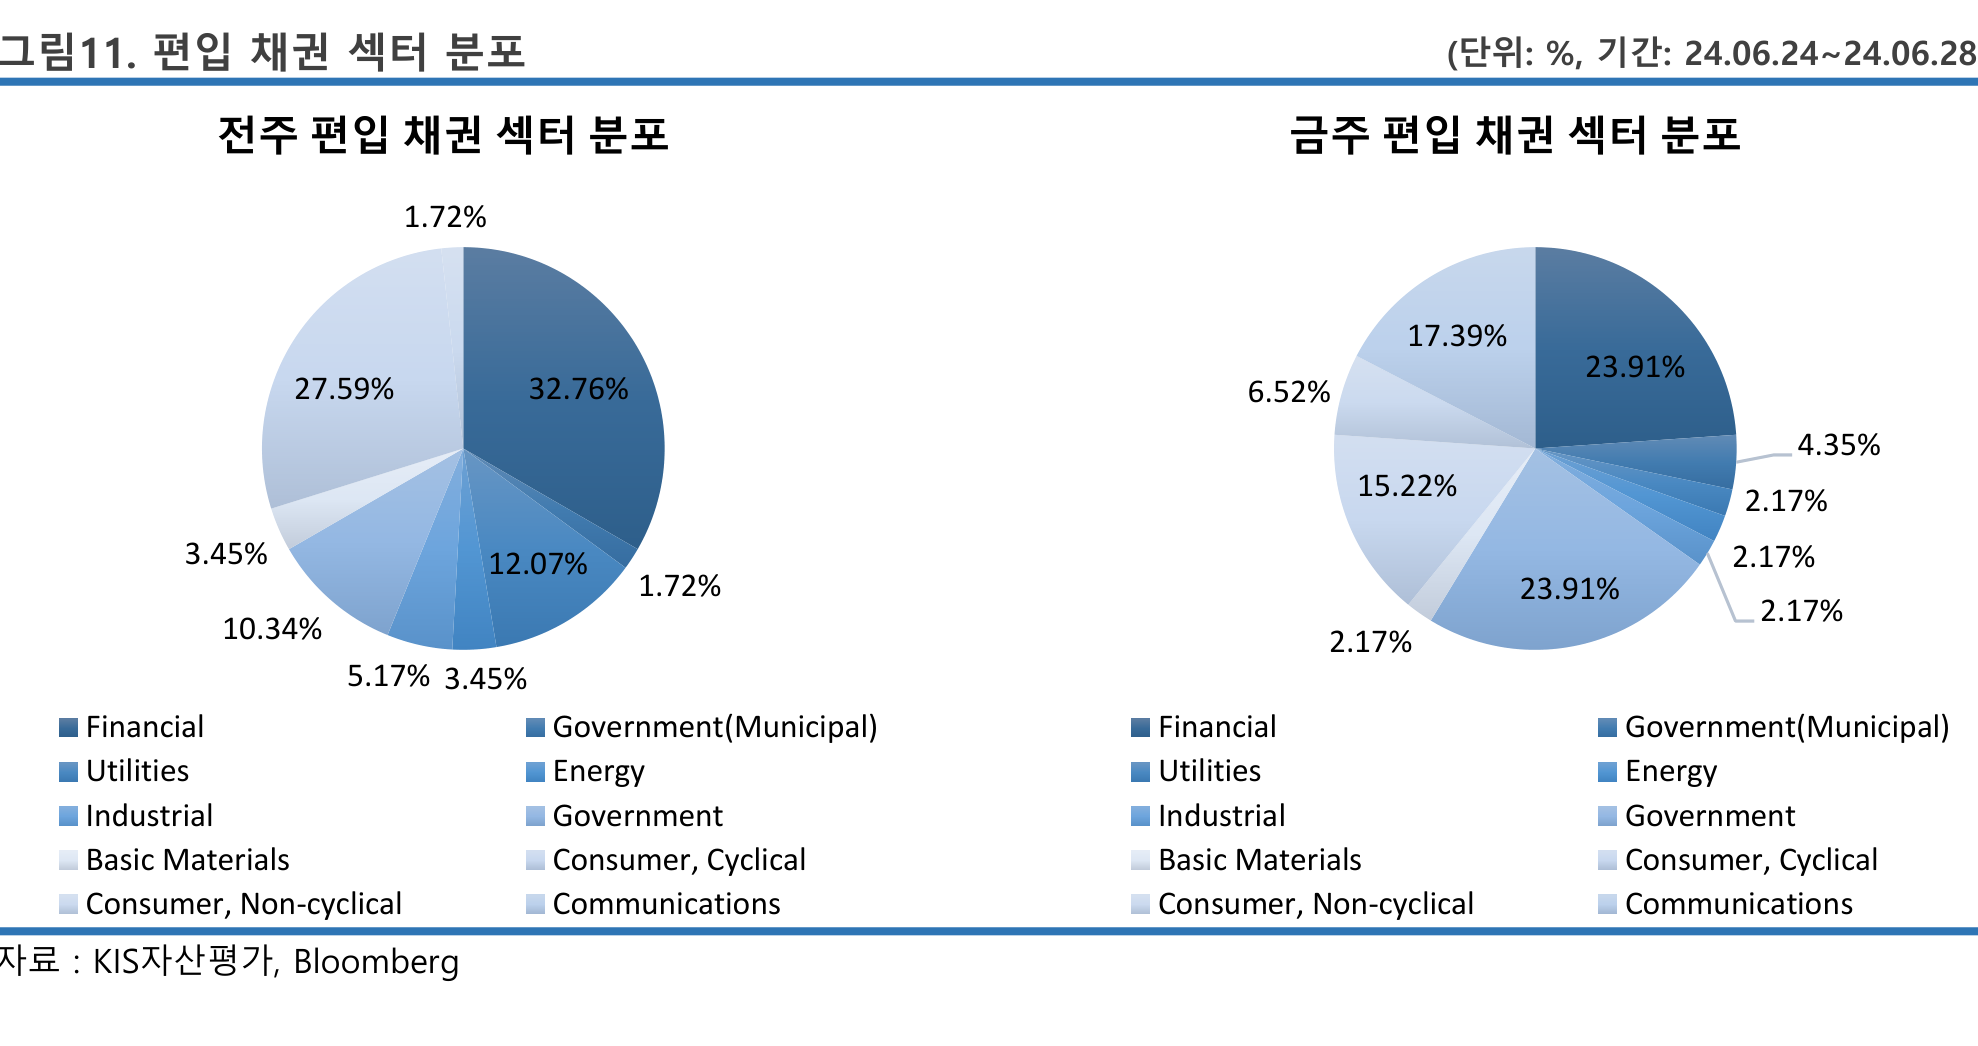 그림11. 편입 채권 섹터 분포
(단위: %, 기간: 24.06.24~24.06.28
전주 편입 채권 섹터 분포
1.72%
27.59%
32.76%
12.07%
3.45%
1.72%
10.34%
5.17%
3.45%
Financial
Government(Municipal)
Utilities
Energy
Industrial
Government
Basic Materials
Consumer, Cyclical
Consumer, Non-cyclical
Communications
금주 편입 채권 섹터 분포
17.39%
23.91%
6.52%
4.35%
15.22%
2.17%
2.17%
23.91%
2.17%
2.17%
Financial
Government(Municipal)
Utilities
Energy
Industrial
Government
Basic Materials
Consumer, Cyclical
Consumer, Non-cyclical
Communications
자료 : KIS자산평가, Bloomberg